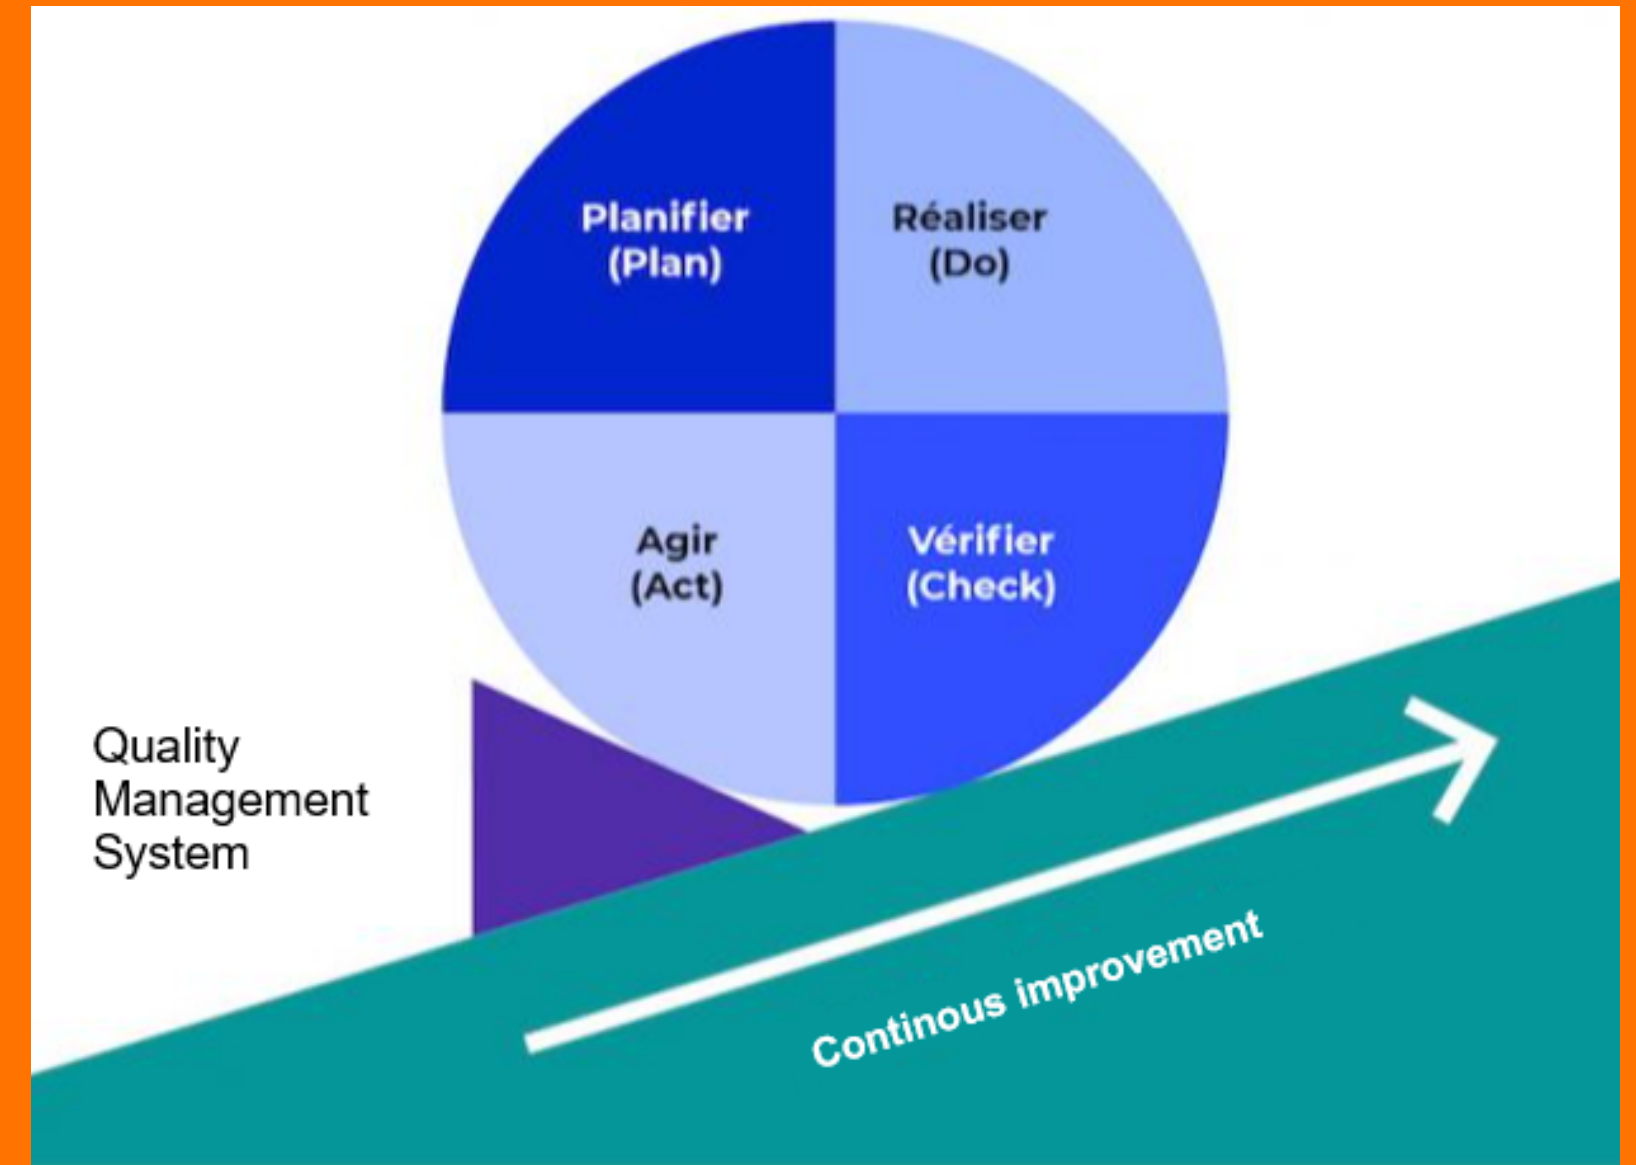 Planifier
(Plan)
Réaliser
(Do)
Agir
(Act)
Vérifier
(Check)
Quality
Management
System
Continous improvement